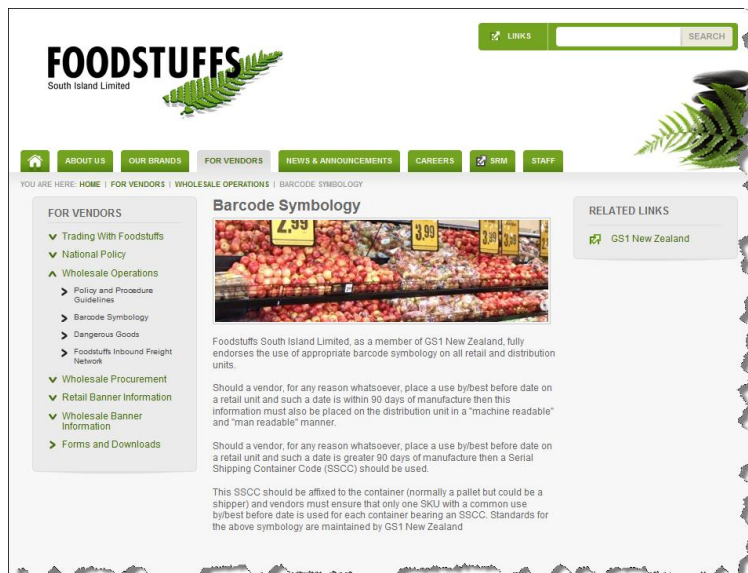 LINKS
SEARCH
FOODSTUFFS
South Island Limited
ABOUT US
OUR BRANDS
FOR VENDORS
NEWS & ANNOUNCEMENTS
CAREERS
SRM
STAFF
YOU ARE HERE: HOME | FOR VENDORS | WHOLESALE OPERATIONS | BARCODE SYMBOLOGY
FOR VENDORS
Trading With Foodstuffs
National Policy
Wholesale Operations
Policy and Procedure
Guidelines
Barcode Symbology
Dangerous Goods
Foodstuffs Inbound Freight
Network
Wholesale Procurement
Retail Banner Information
Wholesale Banner
Information
Forms and Downloads
Barcode Symbology
2.99
3.99
3.99
Foodstuffs South Island Limited, as a member of GS1 New Zealand, fully
endorses the use of appropriate barcode symbology on all retail and distribution
units.
Should a vendor, for any reason whatsoever, place a use by/best before date on
a retail unit and such a date is within 90 days of manufacture then this
information must also be placed on the distribution unit in a "machine readable"
and "man readable" manner.
Should a vendor, for any reason whatsoever, place a use by/best before date on
a retail unit and such a date is greater 90 days of manufacture then a Serial
Shipping Container Code (SSCC) should be used.
This SSCC should be affixed to the container (normally a pallet but could be a
shipper) and vendors must ensure that only one SKU with a common use
by/best before date is used for each container bearing an SSCC. Standards for
the above symbology are maintained by GS1 New Zealand
RELATED LINKS
GS1 New Zealand